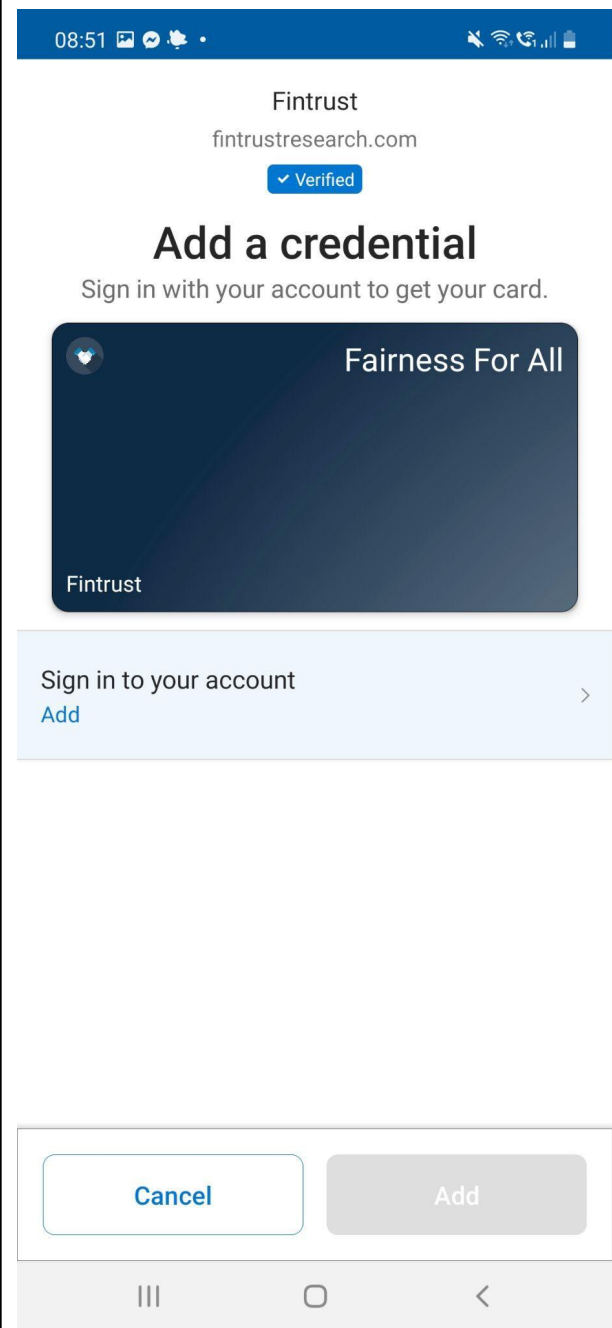 08:51
Fintrust
fintrustresearch.com
Verified
Add a credential
Sign in with your account to get your card.
Fairness For All
Fintrust
Sign in to your account
Add
Cancel
Add